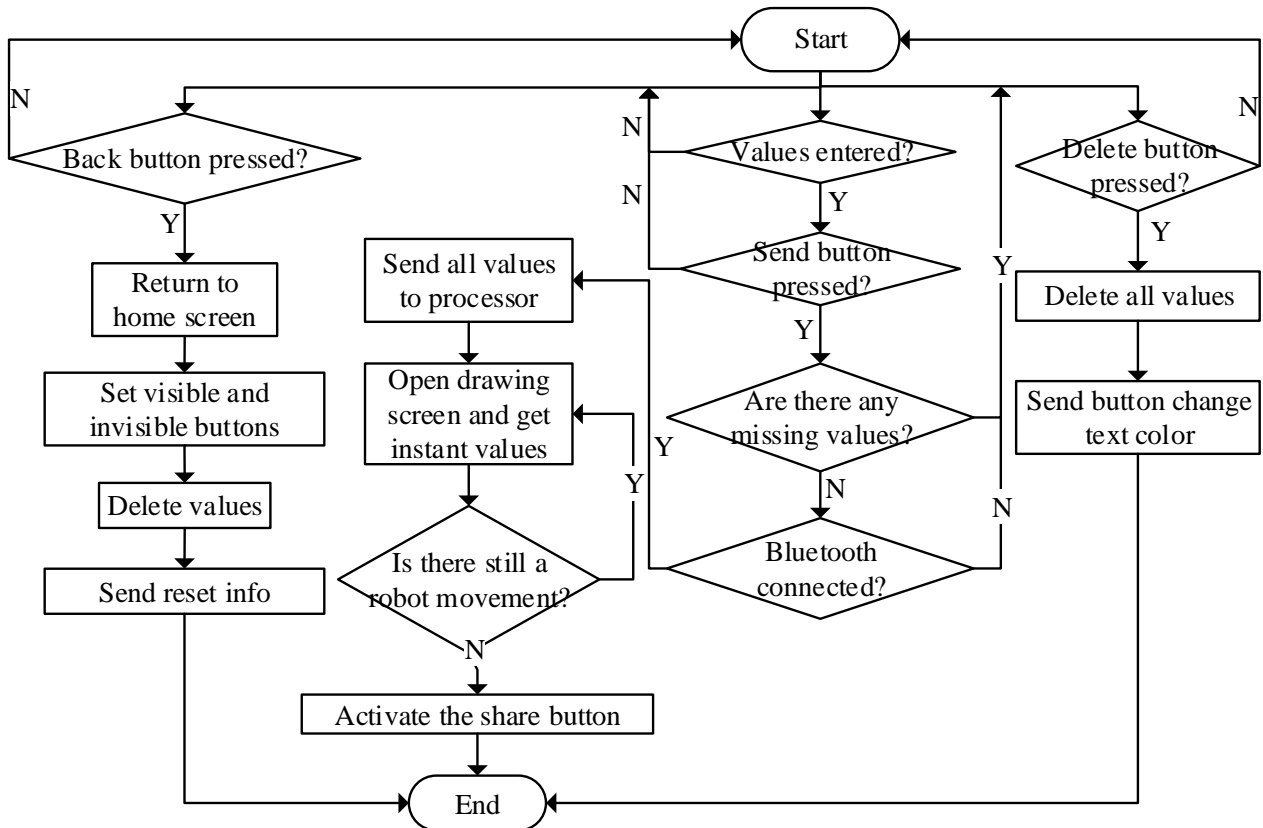 Start
N
N
N
Back button pressed?
Values entered?
Delete button
pressed?
Y
Y
N
Y
Return to
home screen
Send all values
to processor
Send button
pressed?
Y
Delete all values
Y
Set visible and
invisible buttons
Open drawing
screen and get
instant values
Are there any
missing values?
Send button change
text color
Y
Y
N
N
Delete values
Is there still a
robot movement?
Bluetooth
connected?
Send reset info
N
Activate the share button
End